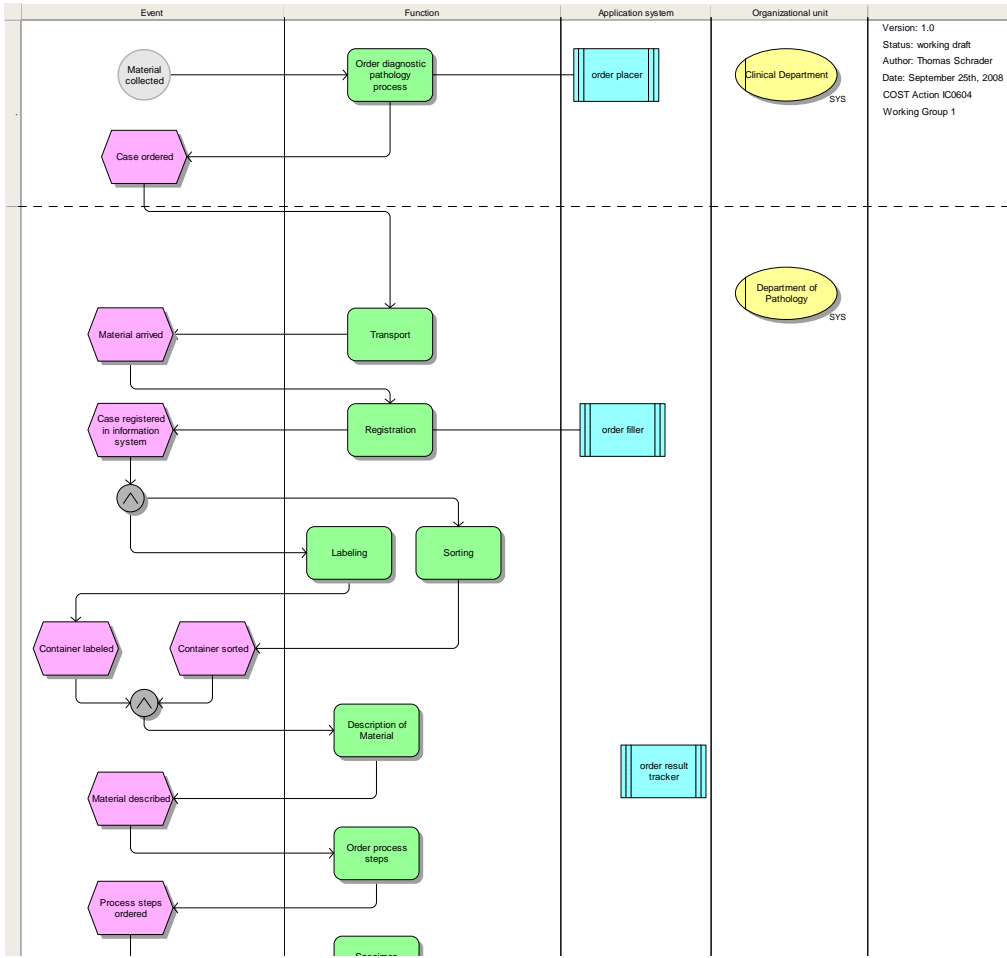 Event
Function
Application system
Organizational unit
Version: 1.0
Status: working draft
Author: Thomas Schrader
Date: September 25th, 2008
COST Action IC0604
Working Group 1
Material
collected
Order diagnostic
pathology
process
order placer
Clinical Department
SYS
Case ordered
Department of
Pathology
SYS
Material arrived
Transport
Case registered
in information
system
Registration
order filler
Labeling
Sorting
Container labeled
Container sorted
Description of
Material
order result
tracker
Material described
Order process
steps
Process steps
ordered
Specimen